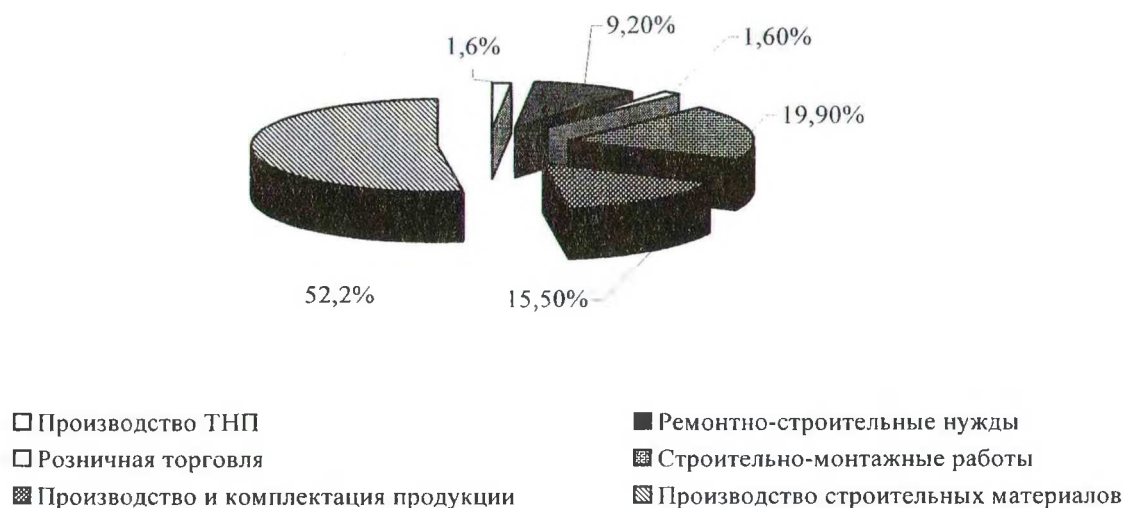 9,20%
1,6%
1,60%
19,90%
52,2%
15,50%
Производство ТНП
Ремонтно-строительные нужды
Розничная торговля
Строительно-монтажные работы
Производство и комплектация продукции
Производство строительных материалов